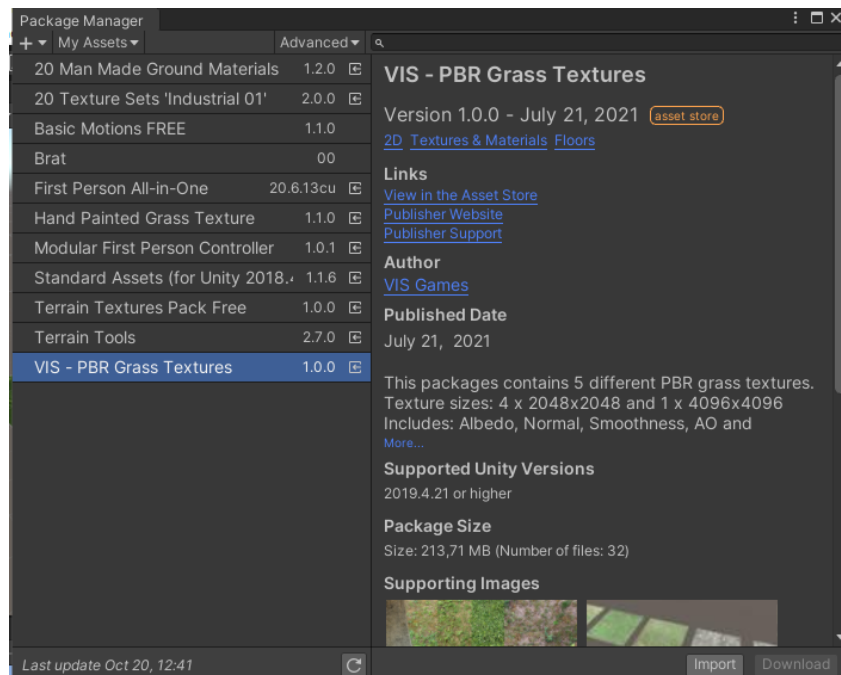 Package Manager
+ My Assets Advanced
20 Man Made Ground Materials 1.2.0
20 Texture Sets 'Industrial 01' 2.0.0
Basic Motions FREE 1.1.0
Brat 00
First Person All-in-One 20.6.13cu
Hand Painted Grass Texture 1.1.0
Modular First Person Controller 1.0.1
Standard Assets (for Unity 2018.4 1.1.6
Terrain Textures Pack Free 1.0.0
Terrain Tools 2.7.0
VIS - PBR Grass Textures 1.0.0
Last update Oct 20, 12:41
VIS - PBR Grass Textures
Version 1.0.0 - July 21, 2021 asset store
2D Textures & Materials Floors
Links
View in the Asset Store
Publisher Website
Publisher Support
Author
VIS Games
Published Date
July 21, 2021
This packages contains 5 different PBR grass textures.
Texture sizes: 4 x 2048x2048 and 1 x 4096x4096
Includes: Albedo, Normal, Smoothness, AO and
More...
Supported Unity Versions
2019.4.21 or higher
Package Size
Size: 213,71 MB (Number of files: 32)
Supporting Images
Import Download